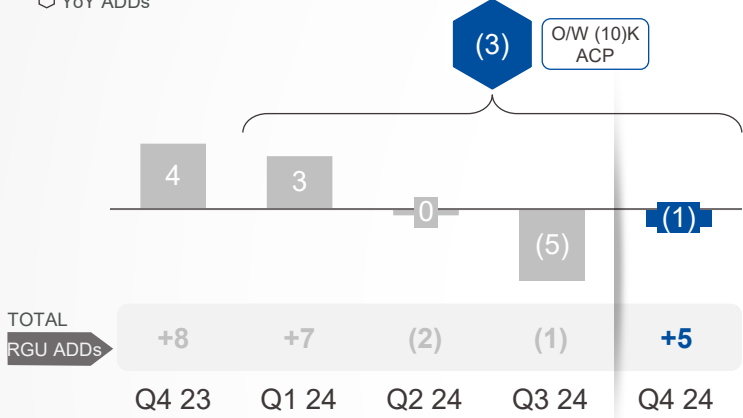 YoY ADDs
(3)
O/W (10)K
ACP
4
3
0
(5)
(1)
TOTAL
RGU ADDs
+8
+7
(2)
(1)
+5
Q4 23
Q1 24
Q2 24
Q3 24
Q4 24